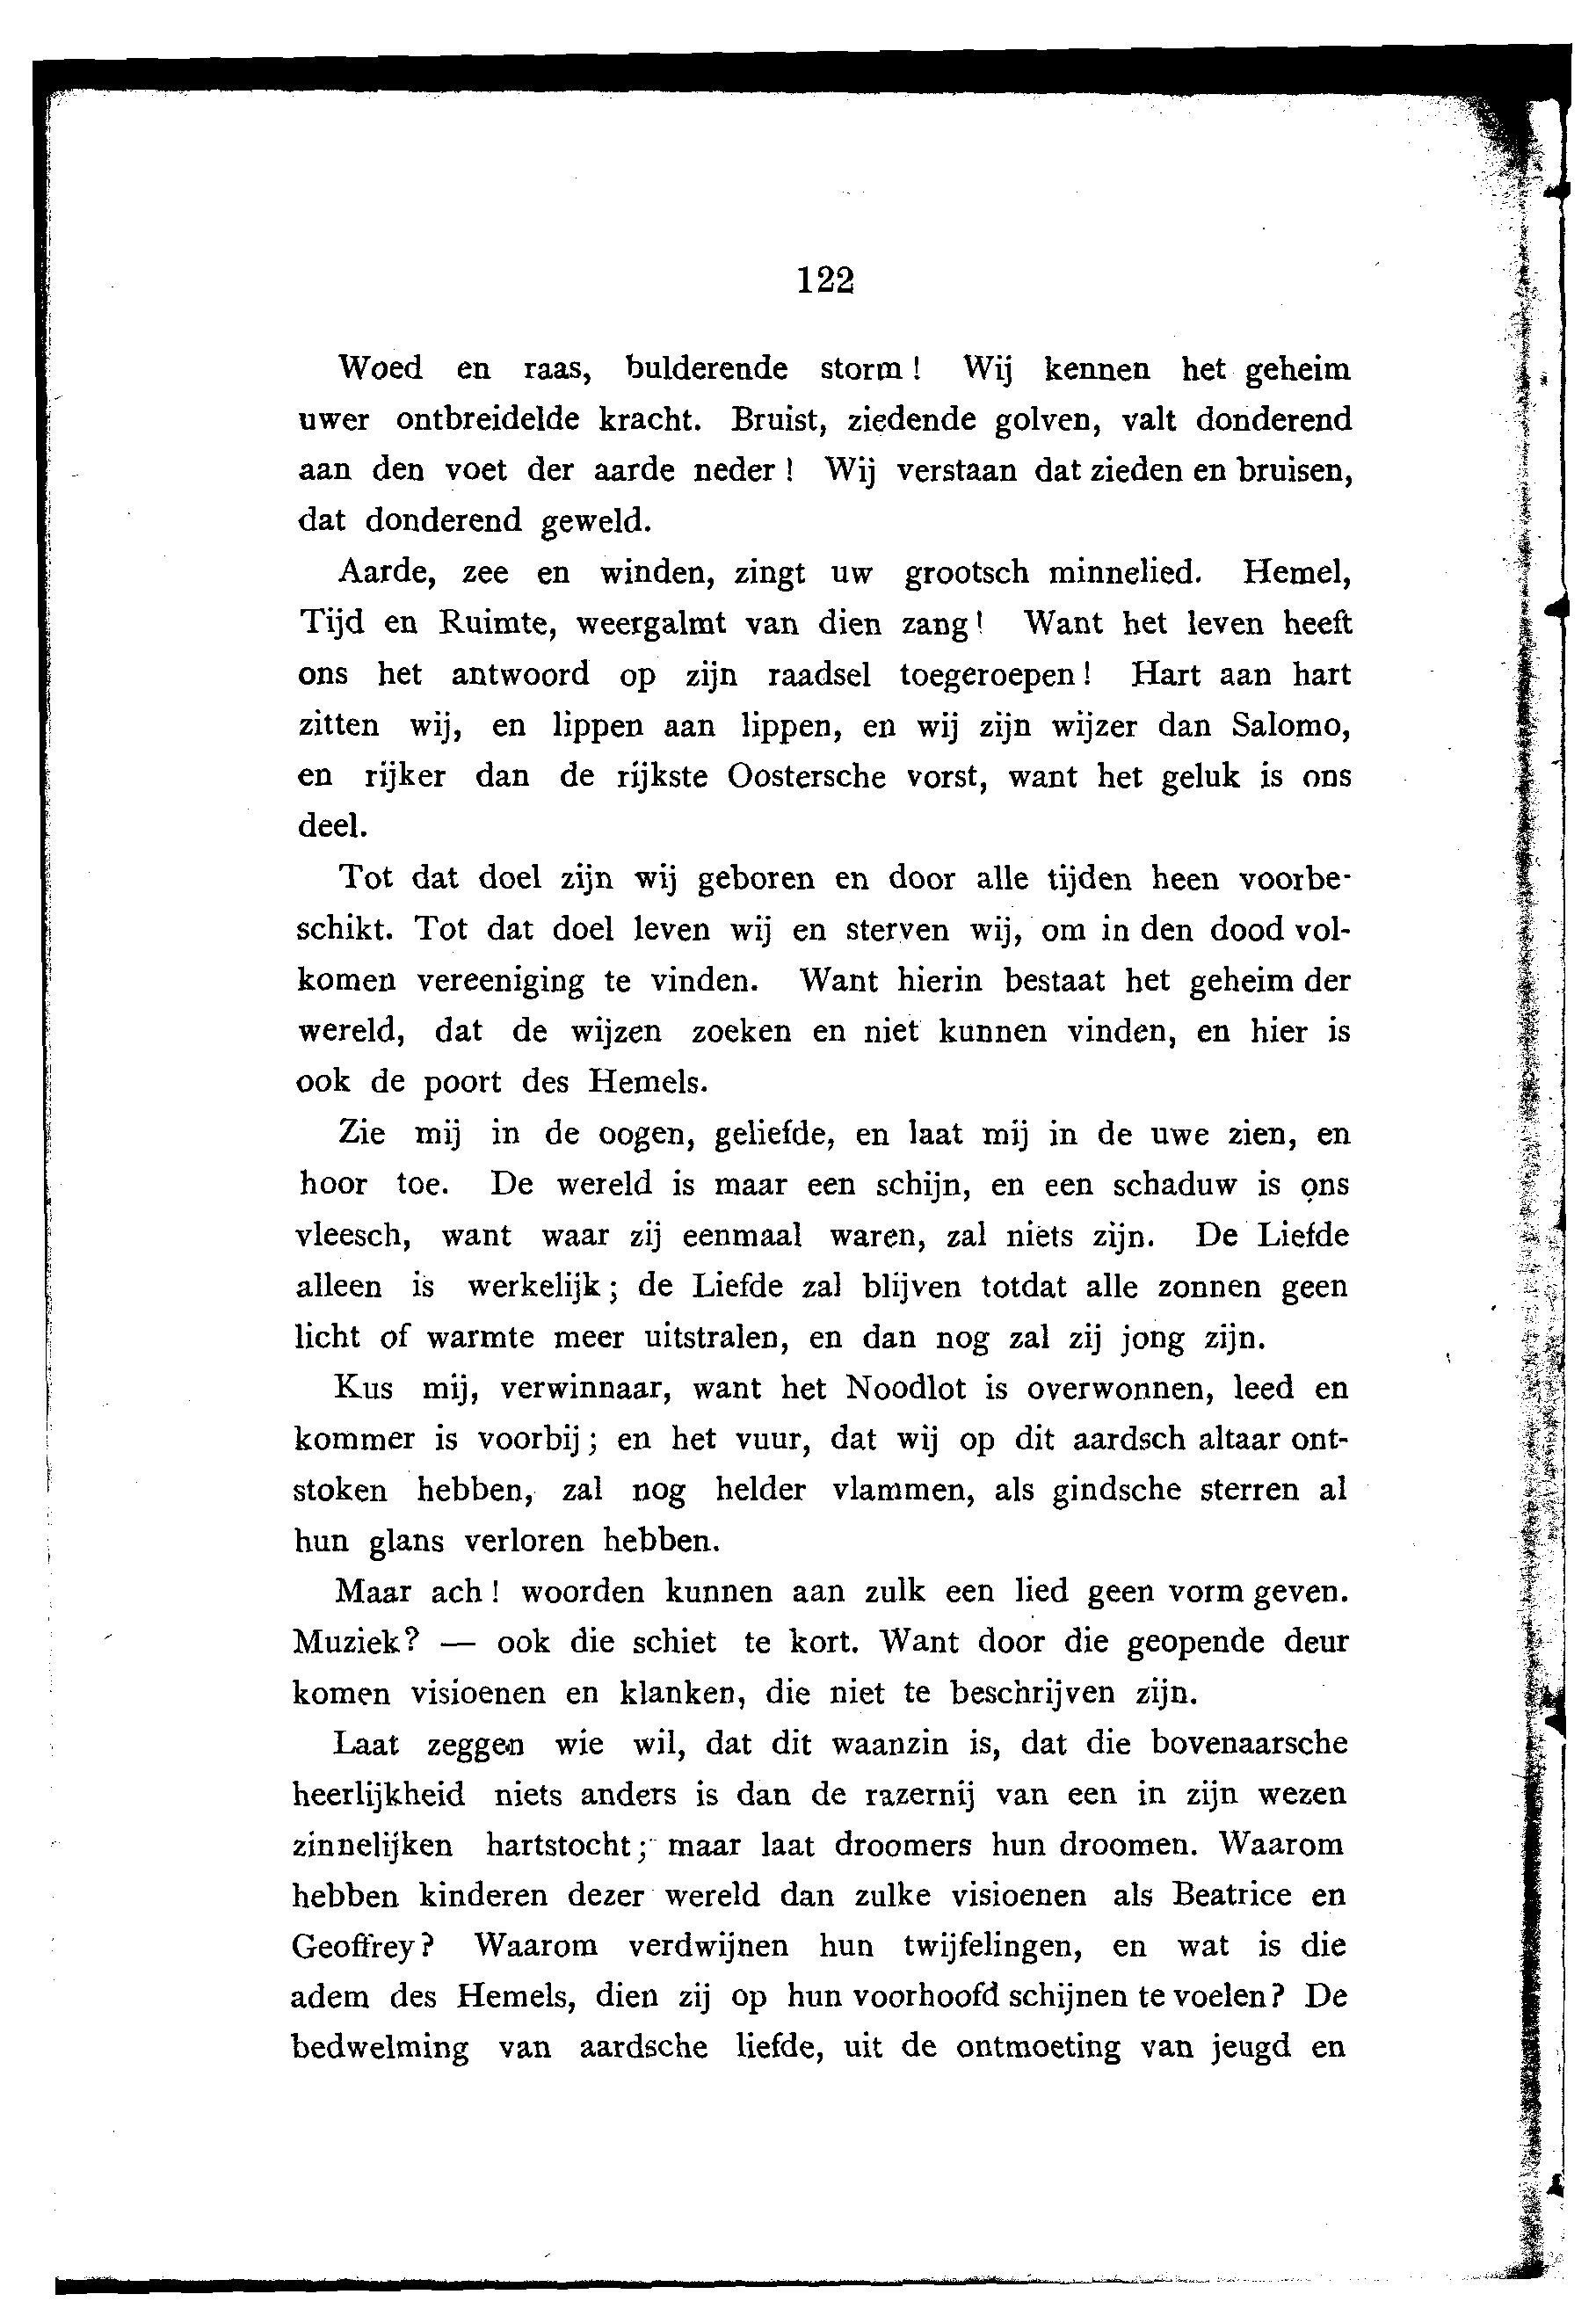 122
Woed en raas, bulderende storm! Wij kennen het geheim
uwer ontbreidelde kracht. Bruist, ziedende golven, valt donderend
aan den voet der aarde neder! Wij verstaan dat zieden en bruisen,
dat donderend geweld.
Aarde, zee en winden, zingt uw grootsch minnelied. Hemel,
Tijd en Ruimte, weergalmt van dien zang! Want het leven heeft
ons het antwoord op zijn raadsel toegeroepen! Hart aan hart
zitten wij, en lippen aan lippen, en wij zijn wijzer dan Salomo,
en rijker dan de rijkste Oostersche vorst, want het geluk is ons
deel.
Tot dat doel zijn wij geboren en door alle tijden heen voorbe-
schikt. Tot dat doel leven wij en sterven wij, om in den dood vol-
komen vereeniging te vinden. Want hierin bestaat het geheim der
wereld, dat de wijzen zoeken en niet kunnen vinden, en hier is
ook de poort des Hemels.
Zie mij in de oogen, geliefde, en laat mij in de uwe zien, en
hoor toe. De wereld is maar een schijn, en een schaduw is ons
vleesch, want waar zij eenmaal waren, zal niets zijn. De Liefde
alleen is werkelijk; de Liefde zal blijven totdat alle zonnen geen
licht of warmte meer uitstralen, en dan nog zal zij jong zijn.
Kus mij, verwinnaar, want het Noodlot is overwonnen, leed en
kommer is voorbij; en het vuur, dat wij op dit aardsch altaar ont-
stoken hebben, zal nog helder vlammen, als gindsche sterren al
hun glans verloren hebben.
Maar ach! woorden kunnen aan zulk een lied geen vorm geven.
Muziek? — ook die schiet te kort. Want door die geopende deur
komen visioenen en klanken, die niet te beschrijven zijn.
Laat zeggen wie wil, dat dit waanzin is, dat die bovenaarsche
heerlijkheid niets anders is dan de razernij van een in zijn wezen
zinnelijken hartstocht; maar laat droomers hun droomen. Waarom
hebben kinderen dezer wereld dan zulke visioenen als Beatrice en
Geoffrey? Waarom verdwijnen hun twijfelingen, en wat is die
adem des Hemels, dien zij op hun voorhoofd schijnen te voelen? De
bedwelming van aardsche liefde, uit de ontmoeting van jeugd en